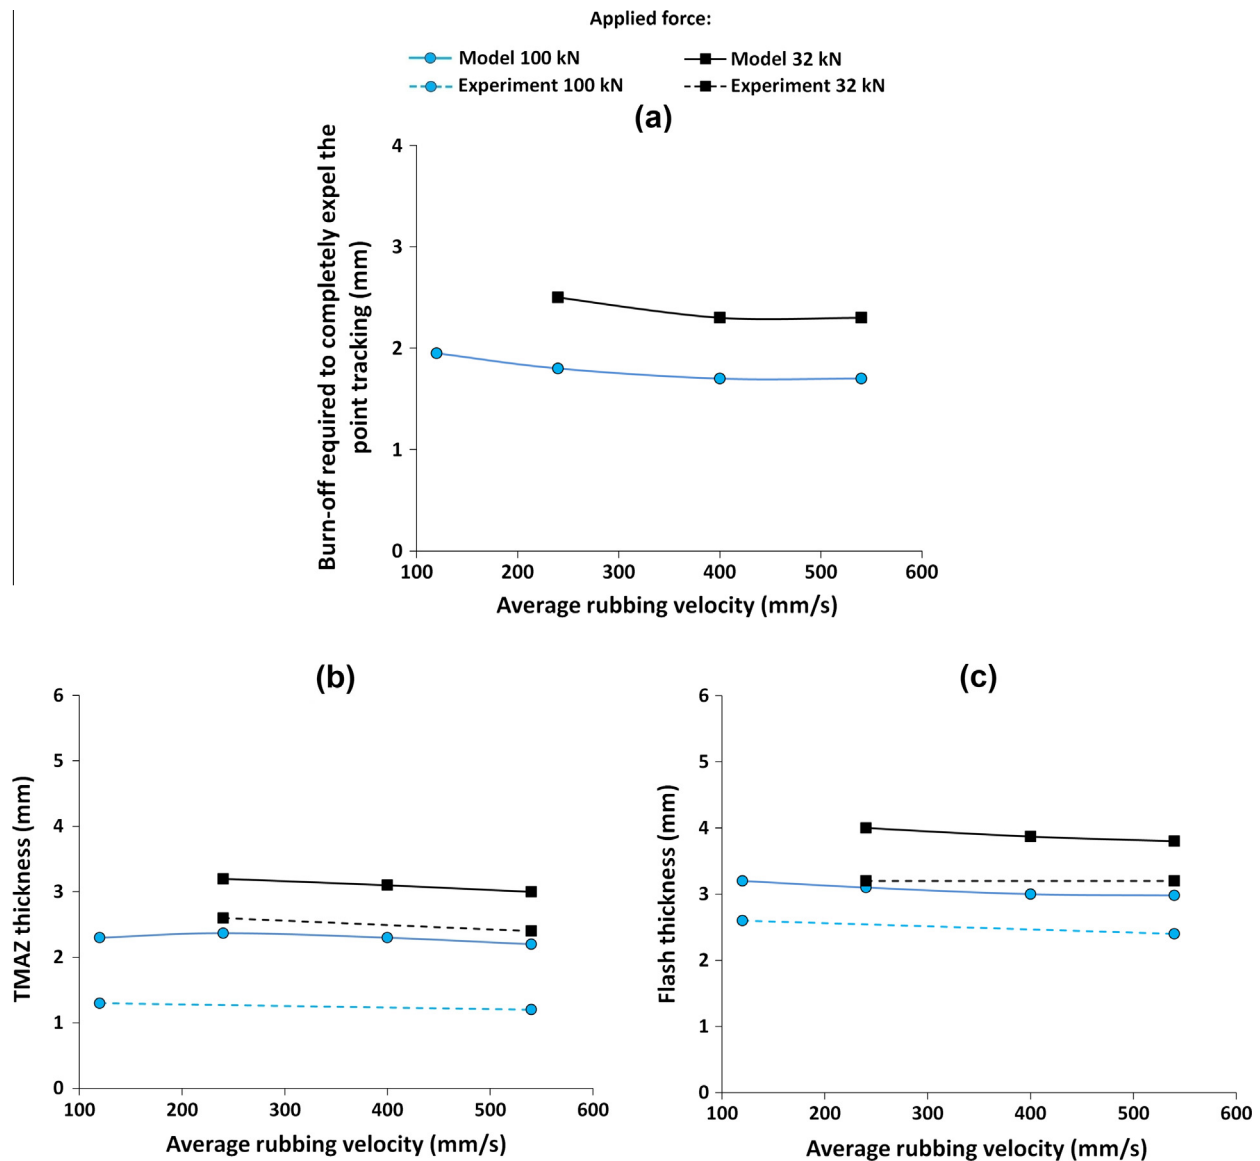 Applied force:
Model 100 kN
Model 32 kN
Experiment 100 kN
Experiment 32 kN
(a)
Burn-off required to completely expel the
point tracking (mm)
4
3
2
1
0
100 200 300 400 500 600
Average rubbing velocity (mm/s)
(b)
TMAZ thickness (mm)
6
5
4
3
2
1
0
100 200 300 400 500 600
Average rubbing velocity (mm/s)
(c)
Flash thickness (mm)
6
5
4
3
2
1
0
100 200 300 400 500 600
Average rubbing velocity (mm/s)